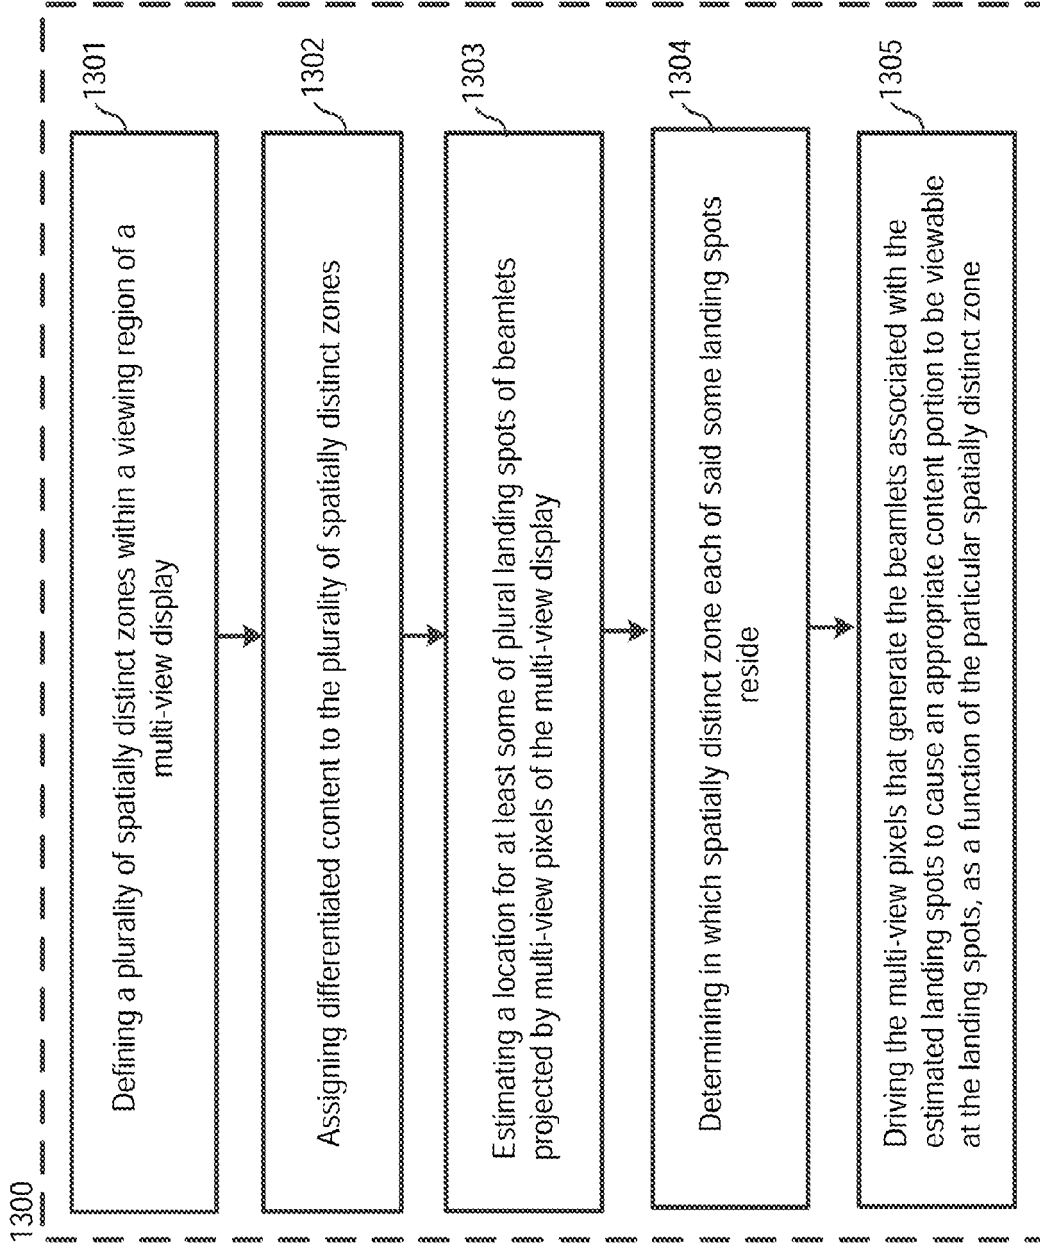 1300
1301
Defining a plurality of spatially distinct zones within a viewing region of a
multi-view display
1302
Assigning differentiated content to the plurality of spatially distinct zones
1303
Estimating a location for at least some of plural landing spots of beamlets
projected by multi-view pixels of the multi-view display
1304
Determining in which spatially distinct zone each of said some landing spots
reside
1305
Driving the multi-view pixels that generate the beamlets associated with the
estimated landing spots to cause an appropriate content portion to be viewable
at the landing spots, as a function of the particular spatially distinct zone